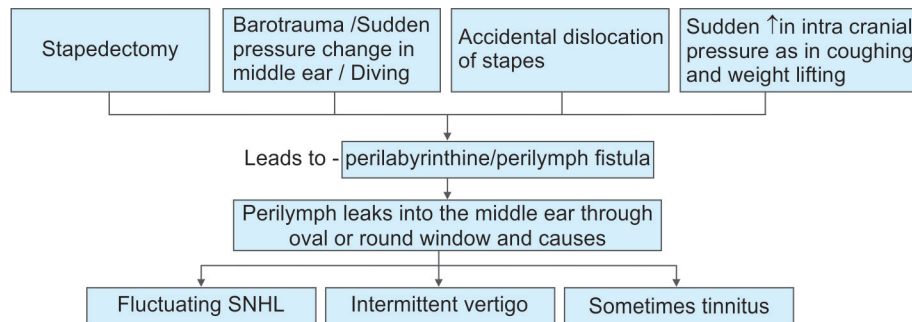 Stapedectomy
Barotrauma /Sudden
pressure change in
middle ear / Diving
Accidental dislocation
of stapes
Sudden ↑in intra cranial
pressure as in coughing
and weight lifting
Leads to - perilabyrinthine/perilymph fistula
Perilymph leaks into the middle ear through
oval or round window and causes
Fluctuating SNHL
Intermittent vertigo
Sometimes tinnitus